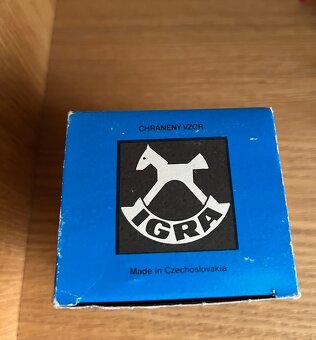 CHRANENY VZOR
IGRA
Made in Czechoslovakia